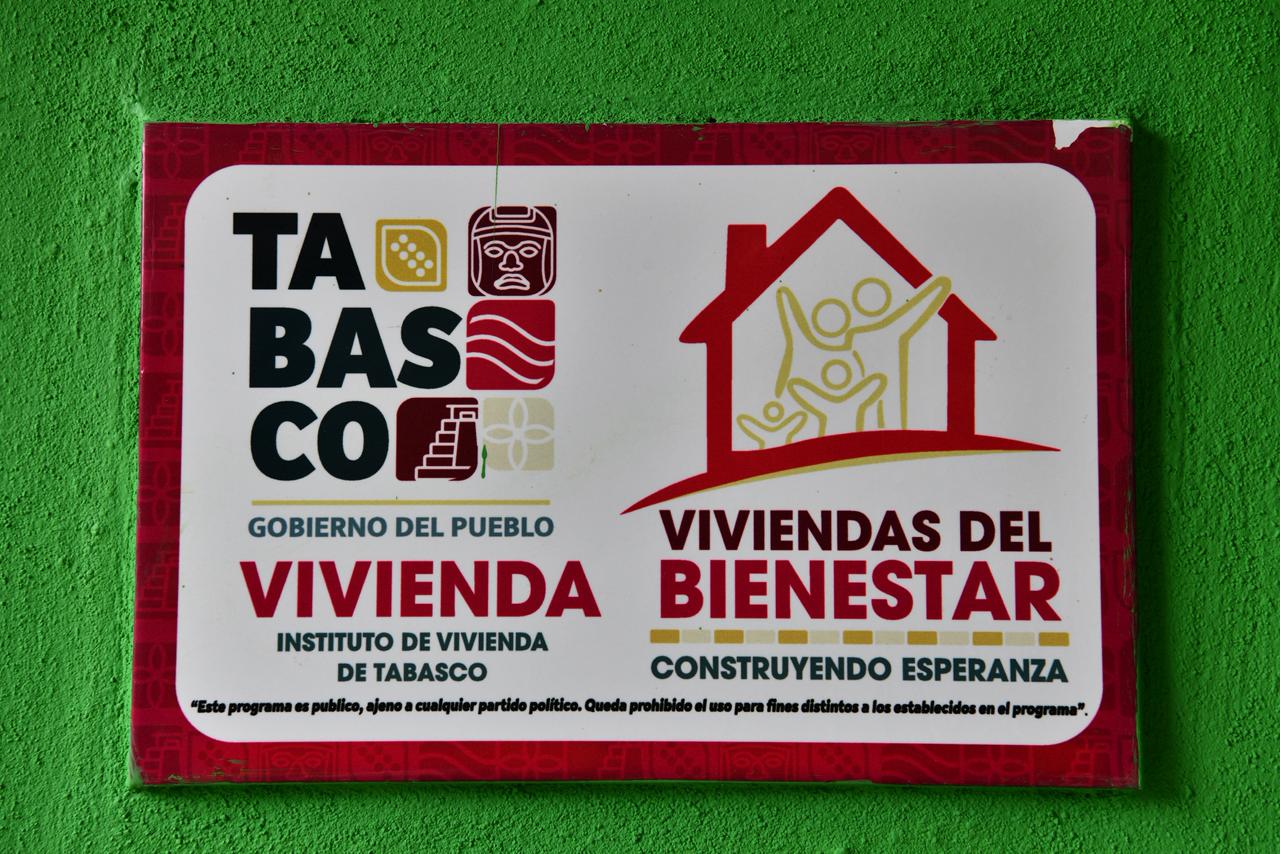 TA
BAS
CO
GOBIERNO DEL PUEBLO
VIVIENDA
INSTITUTO DE VIVIENDA
DE TABASCO
VIVIENDAS DEL
BIENESTAR
CONSTRUYENDO ESPERANZA
“Este programa es publico, ajeno a cualquier partido político. Queda prohibido el uso para fines distintos a los establecidos en el programa”.